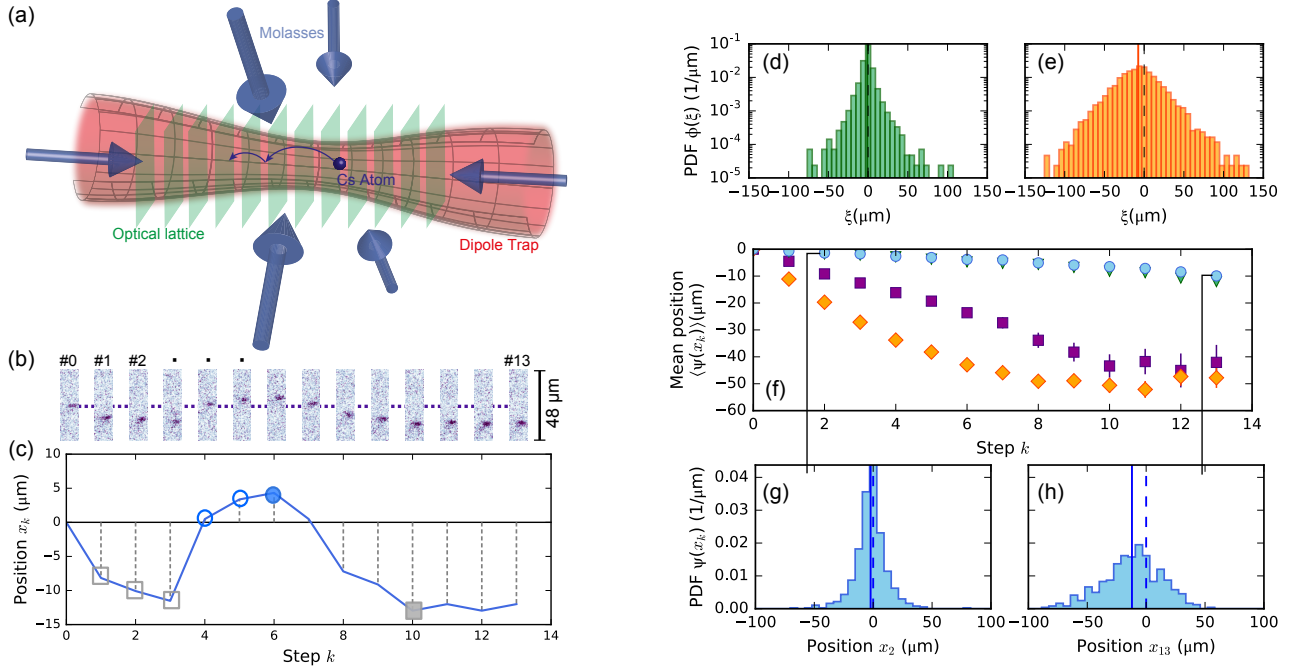 (a)
Molasses
Cs Atom
Optical lattice
Dipole Trap
(b)
#0 #1 #2 . . . #13
48 μm
(c)
Position x_k (μm)
10
5
0
−5
−10
−15
0 2 4 6 8 10 12 14
Step k
(d)
PDF ϕ(ξ) (1/μm)
10^-1
10^-2
10^-3
10^-4
10^-5
−150 −100 −50 0 50 100 150
ξ(μm)
(e)
−150 −100 −50 0 50 100 150
ξ(μm)
(f)
Mean position
⟨ψ(x_k)⟩(μm)
0
−10
−20
−30
−40
−50
−60
0 2 4 6 8 10 12 14
Step k
(g)
PDF ψ(x_k) (1/μm)
0.04
0.03
0.02
0.01
0.00
−100 −50 0 50 100
Position x_2 (μm)
(h)
−100 −50 0 50 100
Position x_13 (μm)